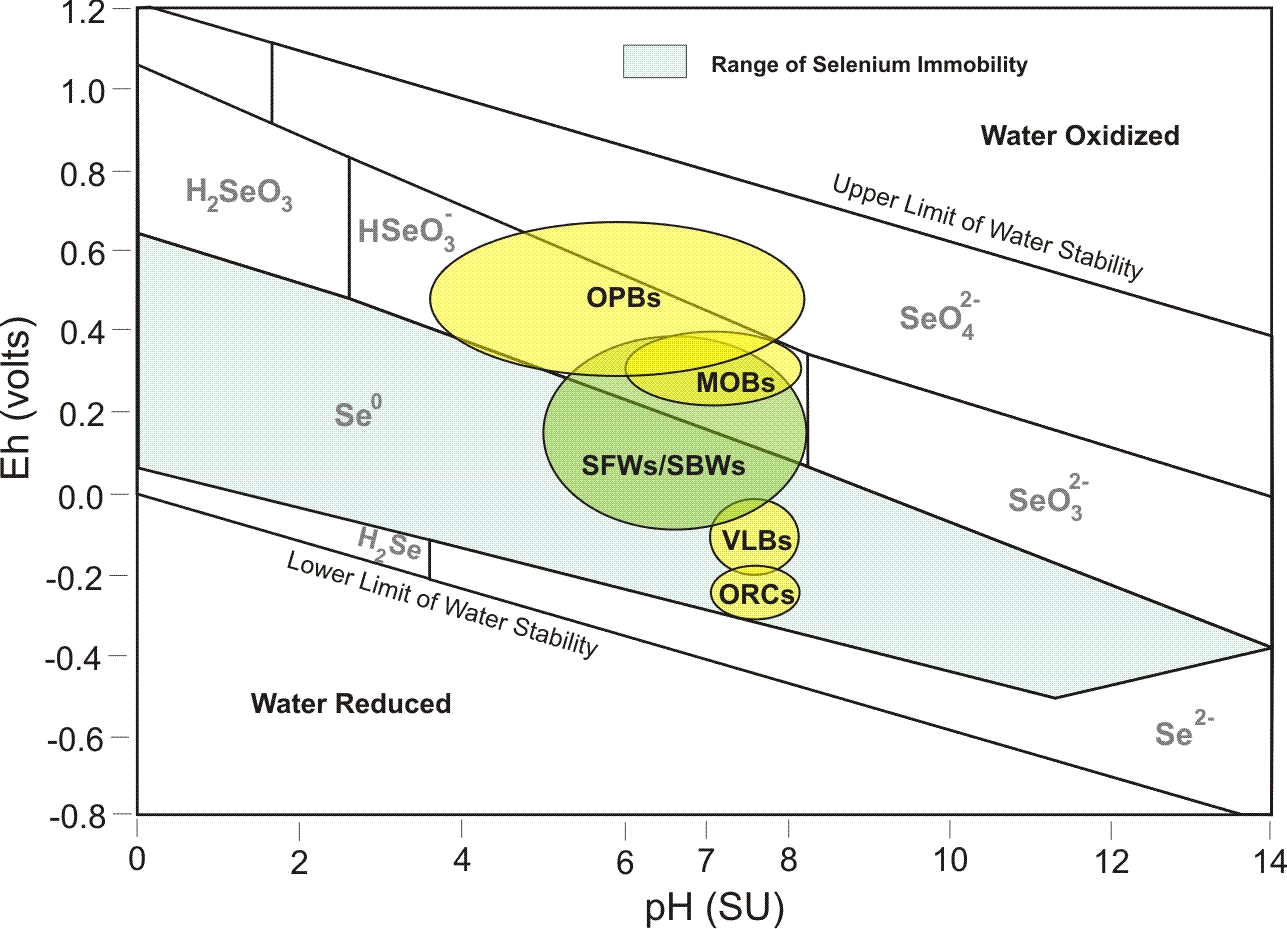 1.2
1.0
0.8
0.6
0.4
0.2
0.0
-0.2
-0.4
-0.6
-0.8
Eh (volts)
Range of Selenium Immobility
Water Oxidized
Upper Limit of Water Stability
H₂SeO₃
HSeO₃⁻
OPBs
SeO₄²⁻
MOBs
Se⁰
SFWs/SBWs
SeO₃²⁻
VLBs
H₂Se
ORCs
Lower Limit of Water Stability
Water Reduced
Se²⁻
0 2 4 6 7 8 10 12 14
pH (SU)